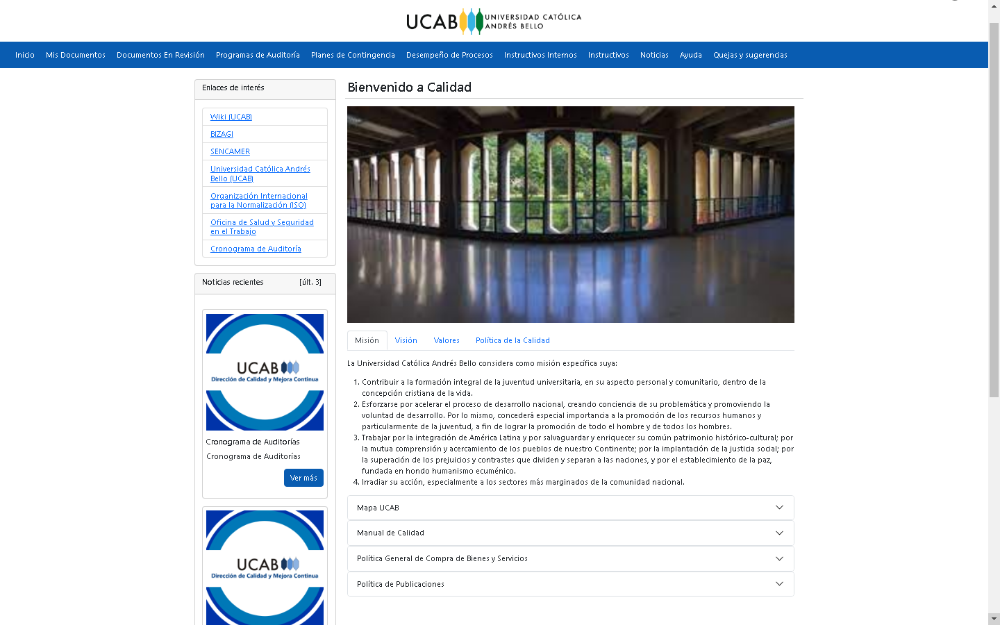 UCAB UNIVERSIDAD CATÓLICA
ANDRÉS BELLO
Inicio Mis Documentos Documentos En Revisión Programas de Auditoría Planes de Contingencia Desempeño de Procesos Instructivos Internos Instructivos Noticias Ayuda Quejas y sugerencias
Enlaces de interés
Wiki (UCAB)
BIZAGI
SENCAMER
Universidad Católica Andrés
Bello (UCAB)
Organización Internacional
para la Normalización (ISO)
Oficina de Salud y Seguridad
en el Trabajo
Cronograma de Auditoría
Noticias recientes [últ. 3]
UCAB
Dirección de Calidad y Mejora Continua
Cronograma de Auditorías
Cronograma de Auditorías
Ver más
UCAB
Dirección de Calidad y Mejora Continua
Bienvenido a Calidad
Misión Visión Valores Política de la Calidad
La Universidad Católica Andrés Bello considera como misión específica suya:
1. Contribuir a la formación integral de la juventud universitaria, en su aspecto personal y comunitario, dentro de la
concepción cristiana de la vida.
2. Esforzarse por acelerar el proceso de desarrollo nacional, creando conciencia de su problemática y promoviendo la
voluntad de desarrollo. Por lo mismo, concederá especial importancia a la promoción de los recursos humanos y
particularmente de la juventud, a fin de lograr la promoción de todo el hombre y de todos los hombres.
3. Trabajar por la integración de América Latina y por salvaguardar y enriquecer su común patrimonio histórico-cultural; por
la mutua comprensión y acercamiento de los pueblos de nuestro Continente; por la implantación de la justicia social; por
la superación de los prejuicios y contrastes que dividen y separan a las naciones, y por el establecimiento de la paz,
fundada en hondo humanismo ecuménico.
4. Irradiar su acción, especialmente a los sectores más marginados de la comunidad nacional.
Mapa UCAB
Manual de Calidad
Política General de Compra de Bienes y Servicios
Política de Publicaciones